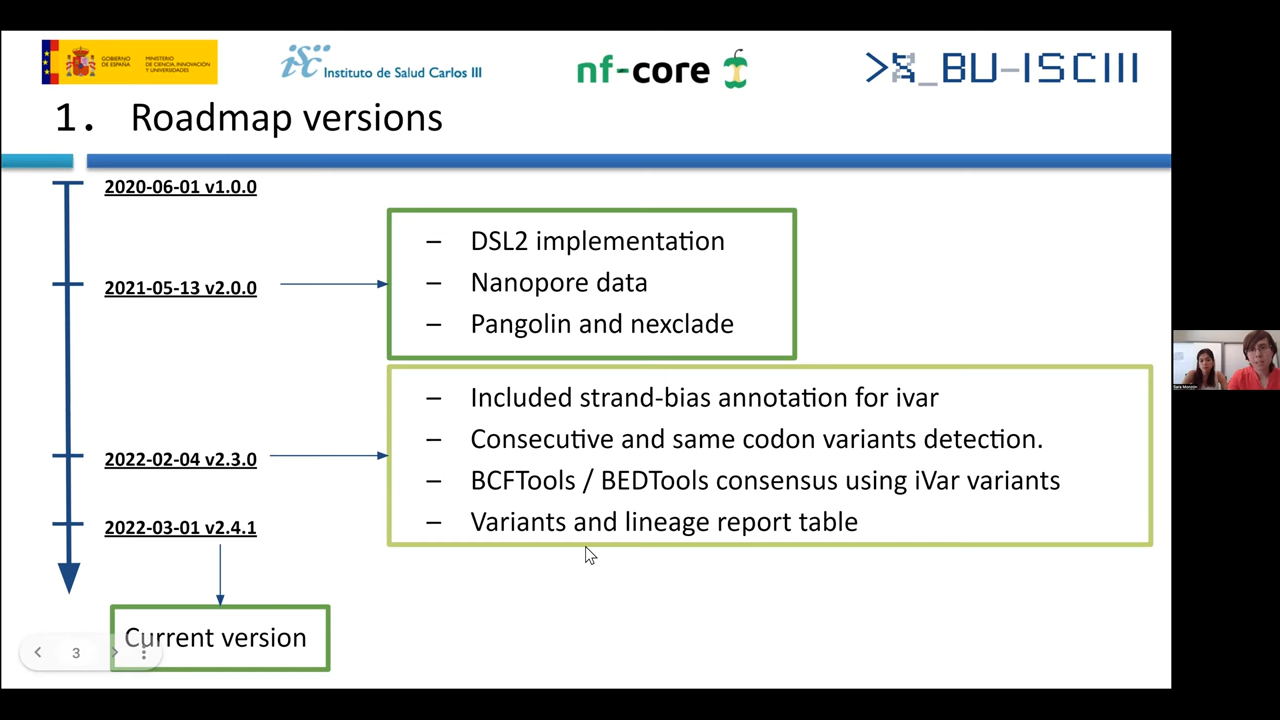 GOBIERNO DE ESPAÑA
MINISTERIO DE CIENCIA, INNOVACIÓN Y UNIVERSIDADES
isciii Instituto de Salud Carlos III
nf-core
>_BU-ISCIII
1. Roadmap versions
2020-06-01 v1.0.0
2021-05-13 v2.0.0
– DSL2 implementation
– Nanopore data
– Pangolin and nexclade
2022-02-04 v2.3.0
– Included strand-bias annotation for ivar
– Consecutive and same codon variants detection.
– BCFTools / BEDTools consensus using iVar variants
– Variants and lineage report table
2022-03-01 v2.4.1
Current version
3
Sara Monzón